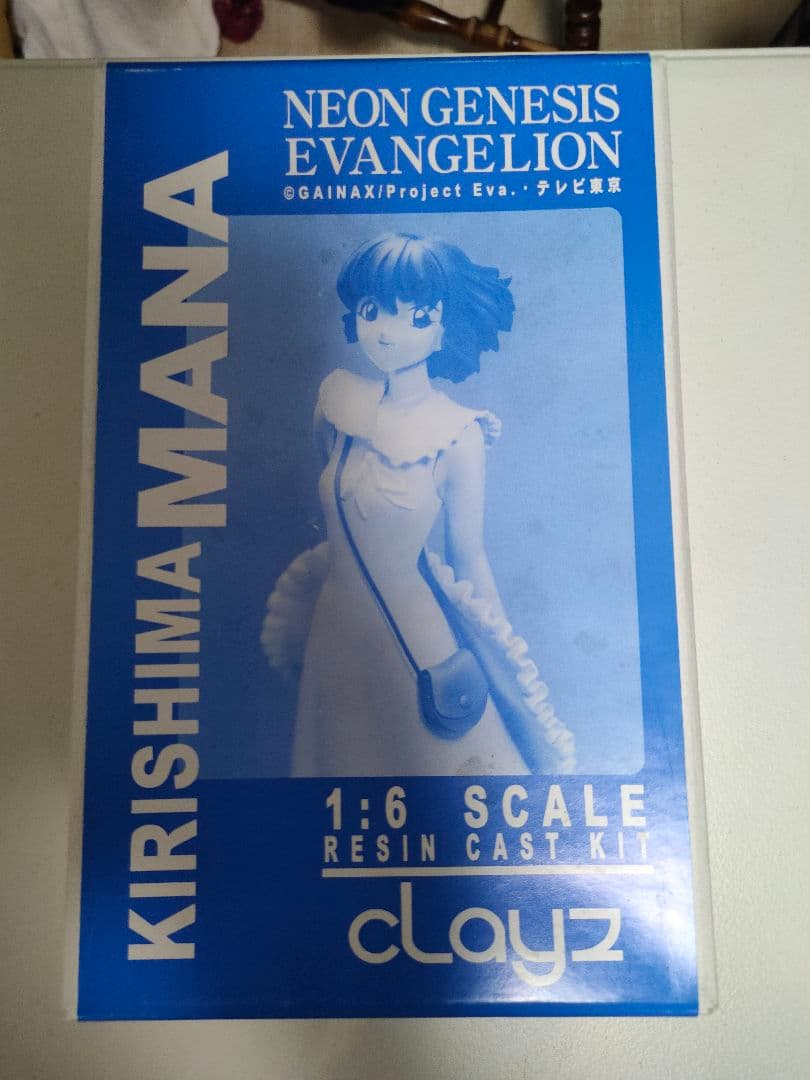 NEON GENESIS
EVANGELION
©GAINAX/Project Eva.・テレビ東京
KIRISHIMA MANA
1:6 SCALE
RESIN CAST KIT
cLayz